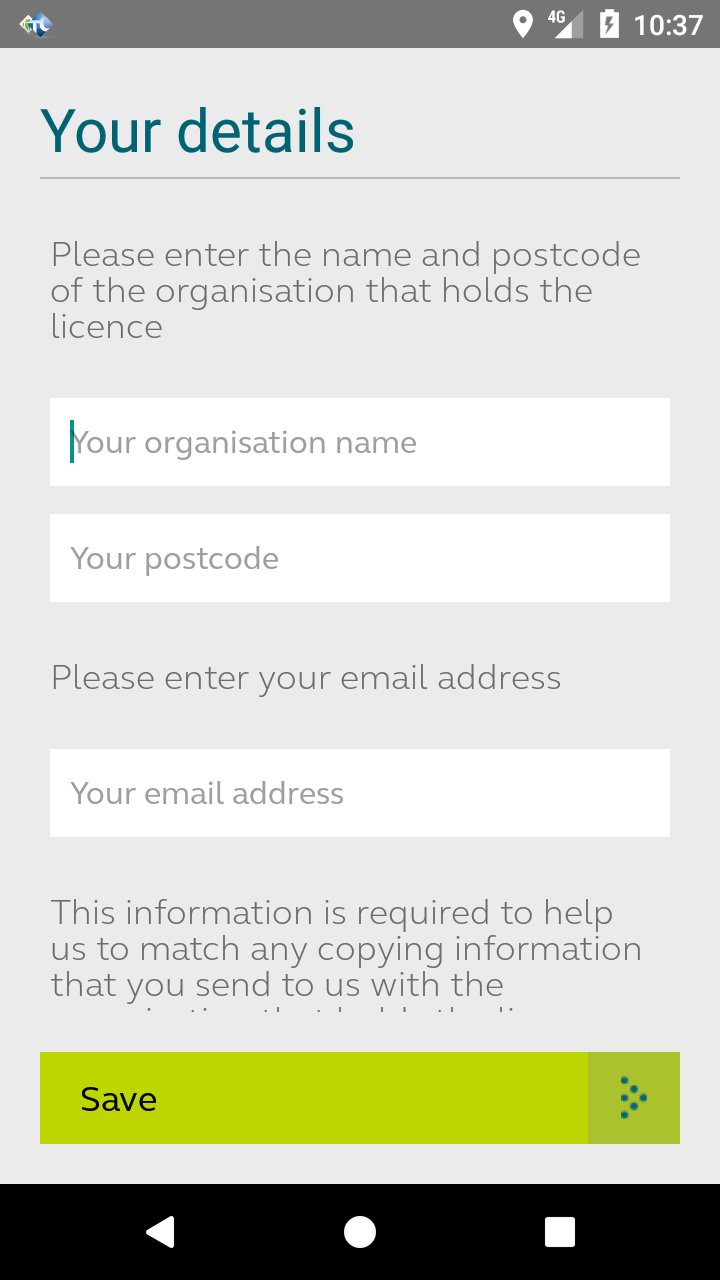 4G 10:37
Your details
Please enter the name and postcode
of the organisation that holds the
licence
Your organisation name
Your postcode
Please enter your email address
Your email address
This information is required to help
us to match any copying information
that you send to us with the
Save